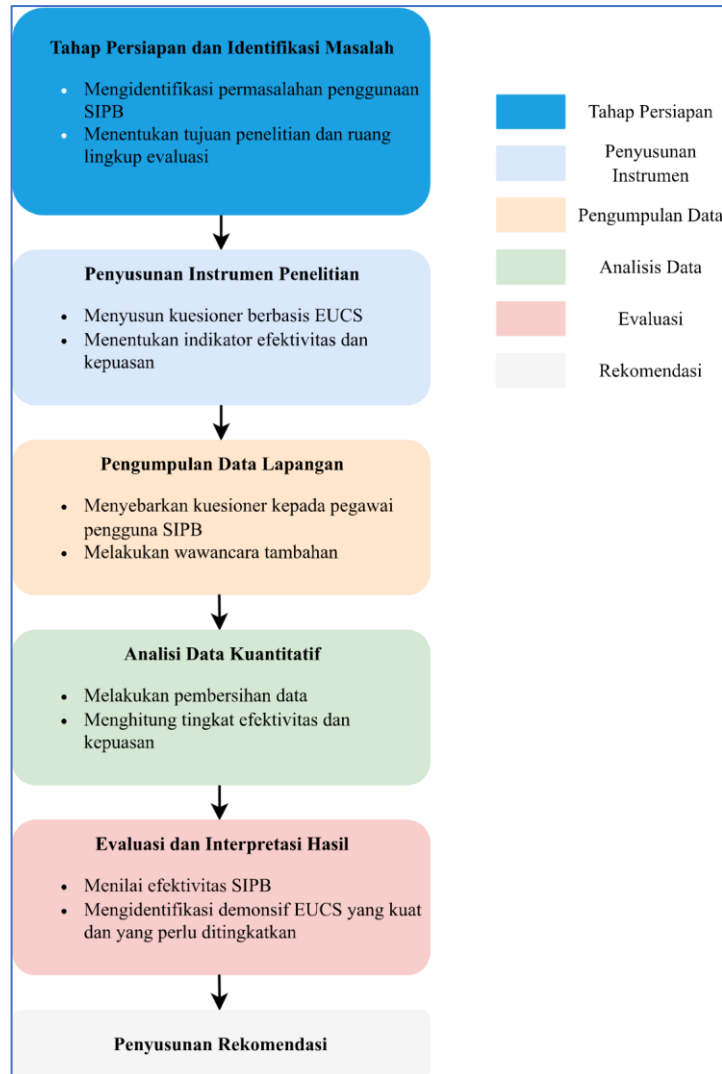 Tahap Persiapan dan Identifikasi Masalah
• Mengidentifikasi permasalahan penggunaan
SIPB
• Menentukan tujuan penelitian dan ruang
lingkup evaluasi
Penyusunan Instrumen Penelitian
• Menyusun kuesioner berbasis EUCS
• Menentukan indikator efektivitas dan
kepuasan
Pengumpulan Data Lapangan
• Menyebarkan kuesioner kepada pegawai
pengguna SIPB
• Melakukan wawancara tambahan
Analisi Data Kuantitatif
• Melakukan pembersihan data
• Menghitung tingkat efektivitas dan
kepuasan
Evaluasi dan Interpretasi Hasil
• Menilai efektivitas SIPB
• Mengidentifikasi demonsif EUCS yang kuat
dan yang perlu ditingkatkan
Penyusunan Rekomendasi
Tahap Persiapan
Penyusunan
Instrumen
Pengumpulan Data
Analisis Data
Evaluasi
Rekomendasi